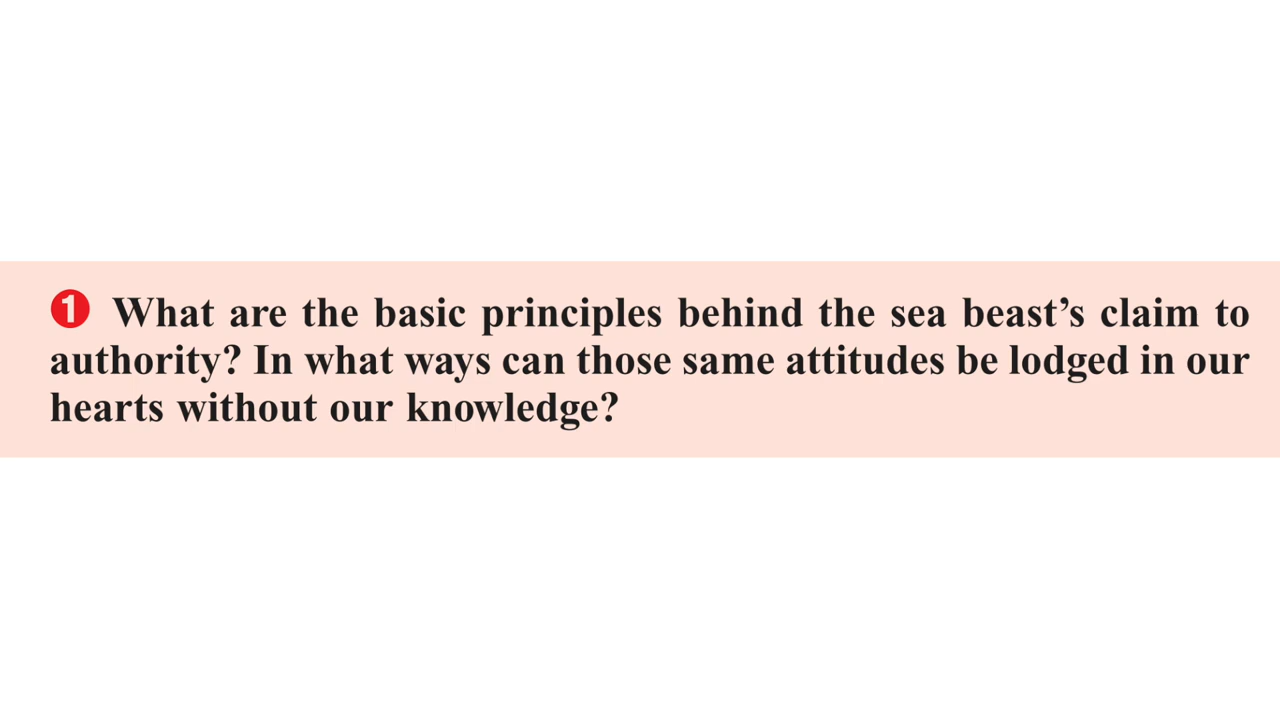 1 What are the basic principles behind the sea beast’s claim to
authority? In what ways can those same attitudes be lodged in our
hearts without our knowledge?